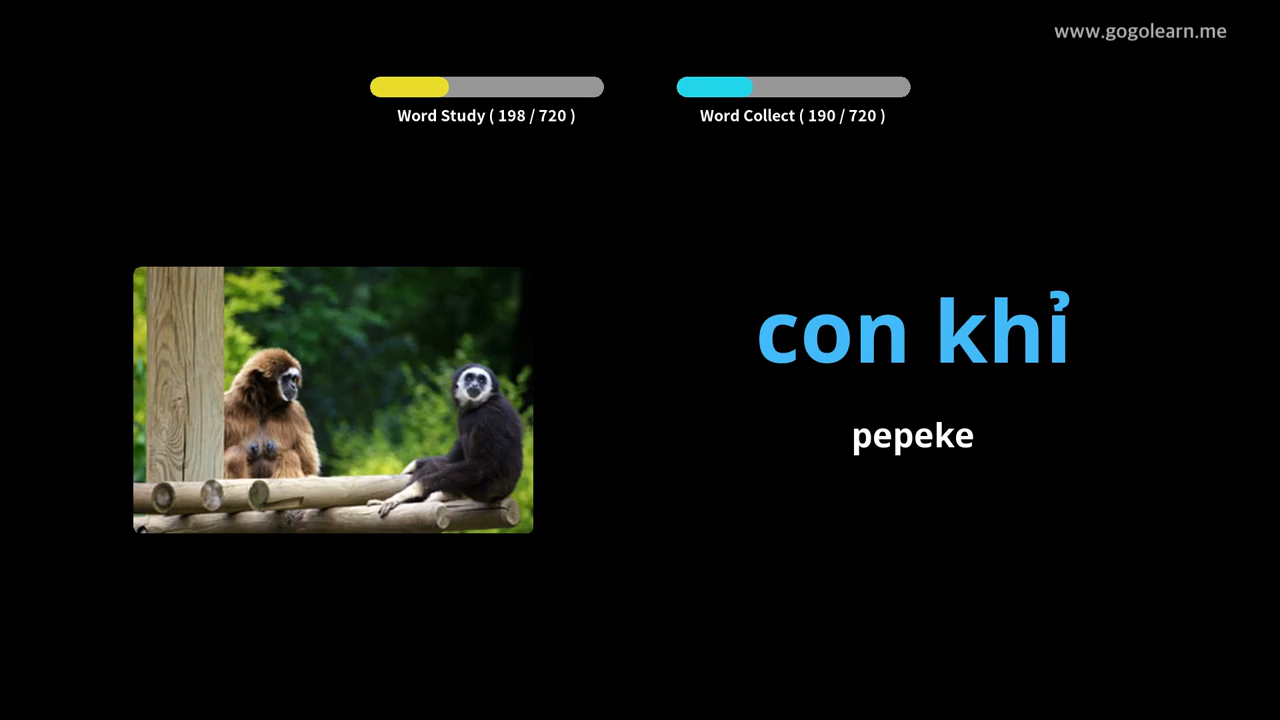 www.gogolearn.me
Word Study ( 198 / 720 )
Word Collect ( 190 / 720 )
con khỉ
pepeke